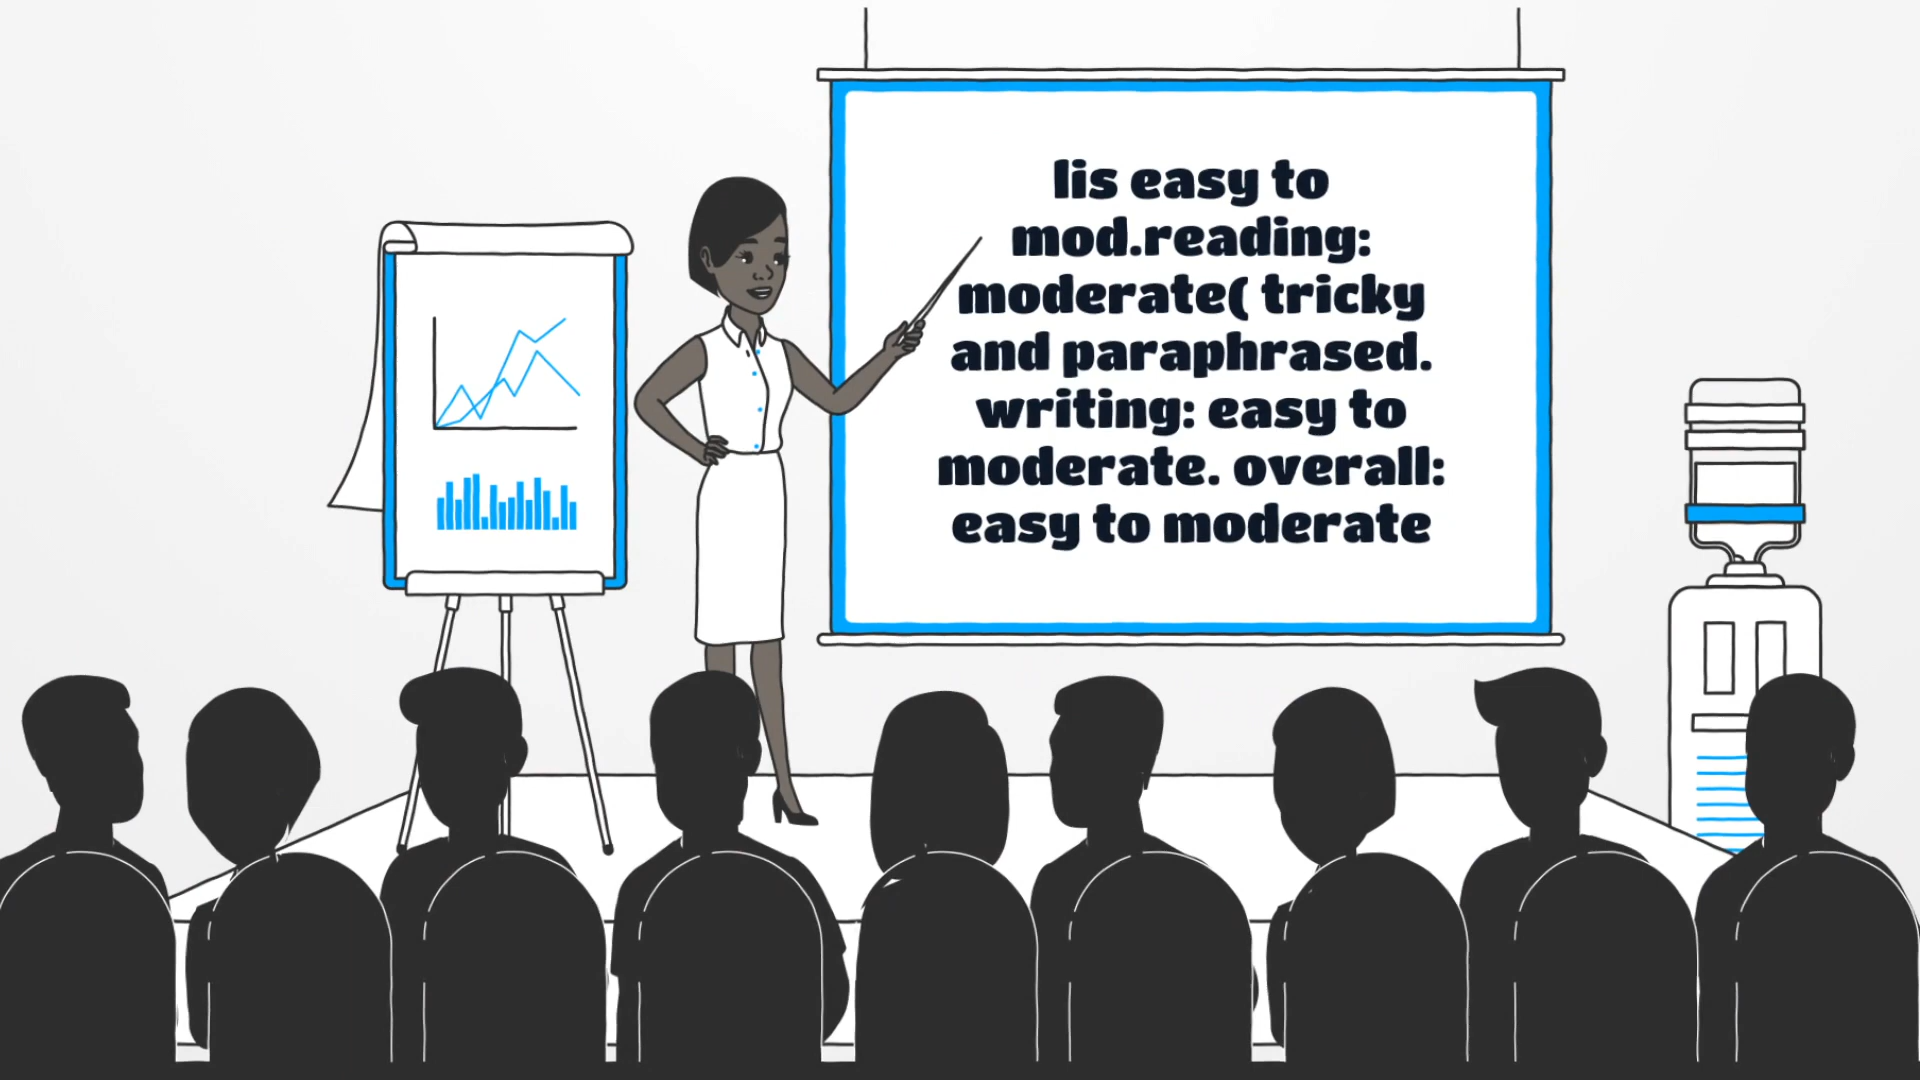 lis easy to
mod.reading:
moderate( tricky
and paraphrased.
writing: easy to
moderate. overall:
easy to moderate